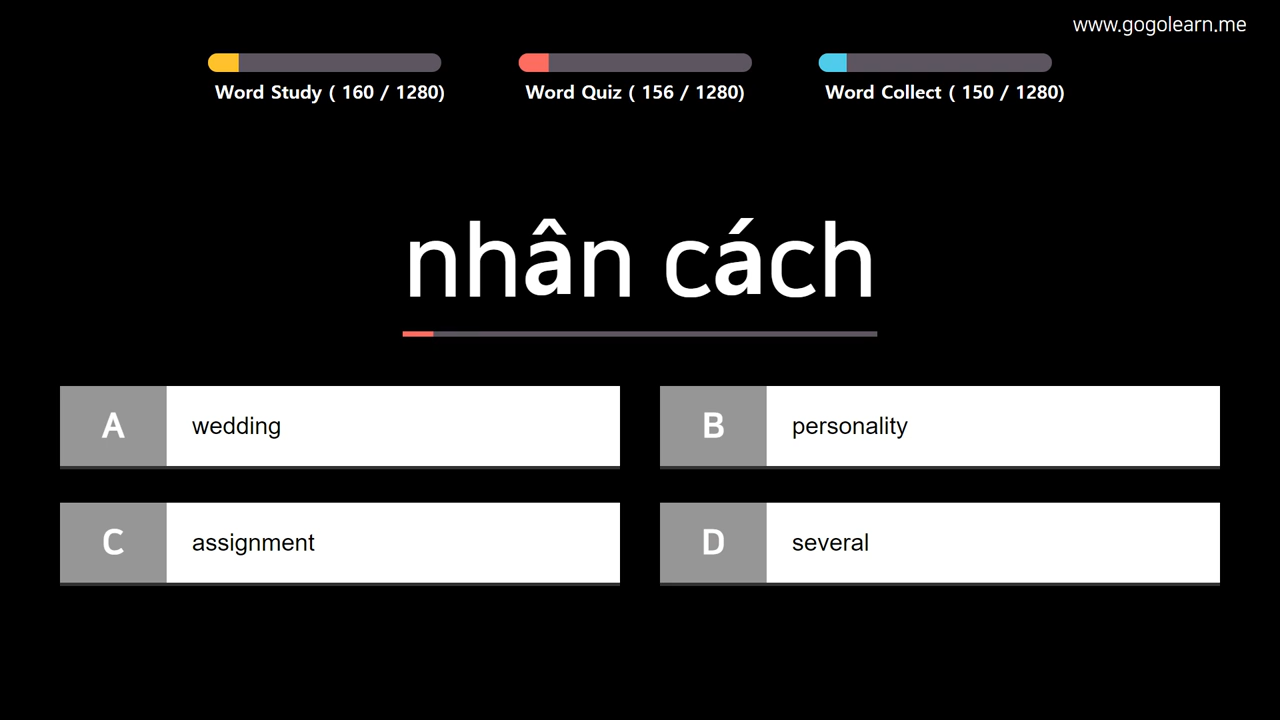 www.gogolearn.me
Word Study ( 160 / 1280)
Word Quiz ( 156 / 1280)
Word Collect ( 150 / 1280)
nhân cách
A wedding
B personality
C assignment
D several